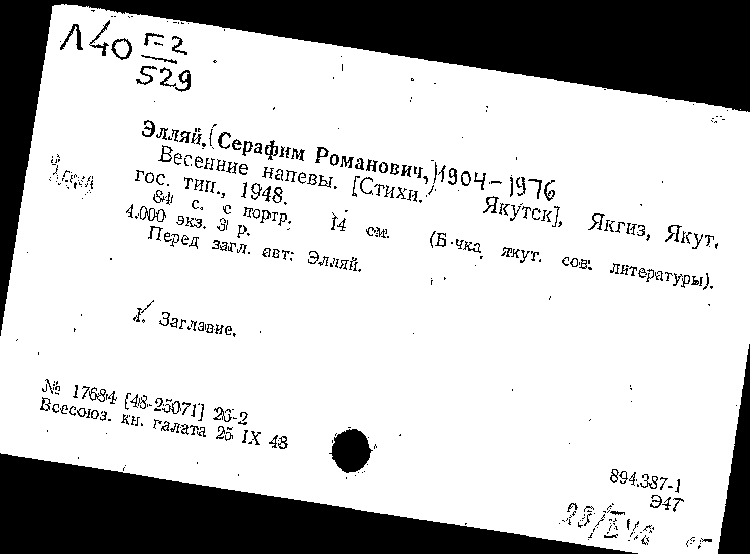 Л40 Г-2
529
Элляй, (Серафим Романович,) 1904-1976
Весенние напевы. [Стихи. Якутск], Якгиз, Якут.
гос. тип., 1948.
84 с. с портр. 14 см. (Б-чка якут. сов. литературы).
4.000 экз. 3 р.
Перед загл. авт: Элляй.
I. Заглавие.
№ 17684 [48-25071] 26-2
Всесоюз. кн. палата 25 IX 48
894.387-1
Э47